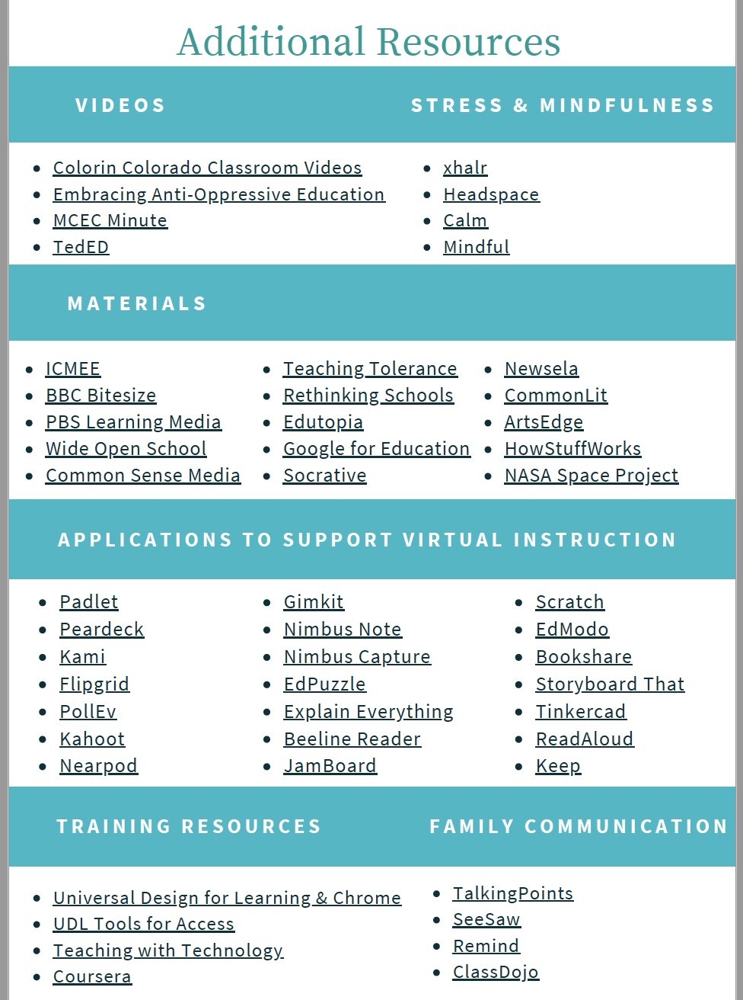 Additional Resources
VIDEOS
Colorin Colorado Classroom Videos
Embracing Anti-Oppressive Education
MCEC Minute
TedED
STRESS & MINDFULNESS
xhalr
Headspace
Calm
Mindful
MATERIALS
ICMEE
BBC Bitesize
PBS Learning Media
Wide Open School
Common Sense Media
Teaching Tolerance
Rethinking Schools
Edutopia
Google for Education
Socrative
Newsela
CommonLit
ArtsEdge
HowStuffWorks
NASA Space Project
APPLICATIONS TO SUPPORT VIRTUAL INSTRUCTION
Padlet
Peardeck
Kami
Flipgrid
PollEv
Kahoot
Nearpod
Gimkit
Nimbus Note
Nimbus Capture
EdPuzzle
Explain Everything
Beeline Reader
JamBoard
Scratch
EdModo
Bookshare
Storyboard That
Tinkercad
ReadAloud
Keep
TRAINING RESOURCES
Universal Design for Learning & Chrome
UDL Tools for Access
Teaching with Technology
Coursera
FAMILY COMMUNICATION
TalkingPoints
SeeSaw
Remind
ClassDojo